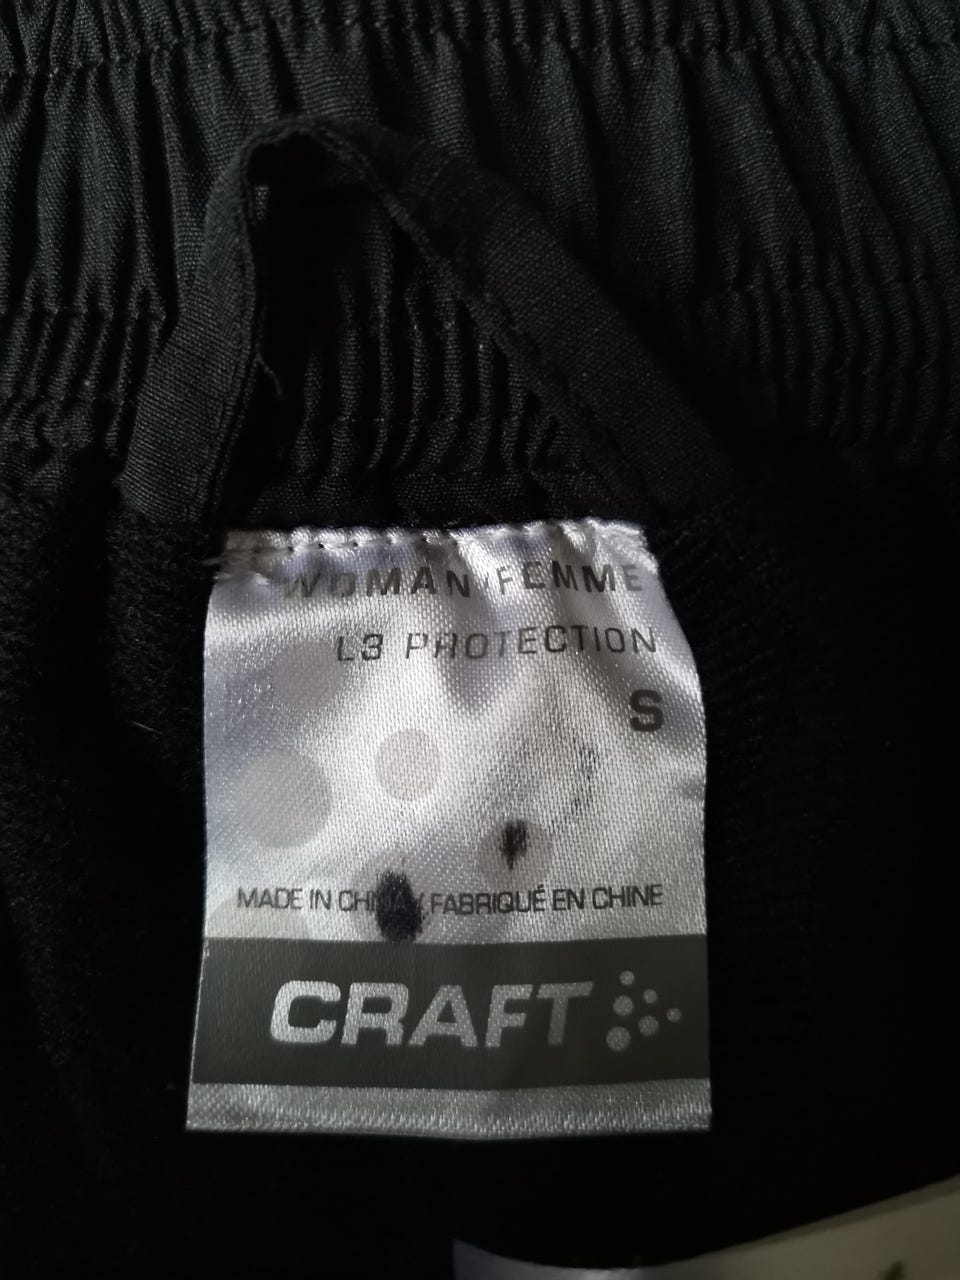 WOMAN/FEMME
L3 PROTECTION
S
MADE IN CHINA/ FABRIQUÉ EN CHINE
CRAFT